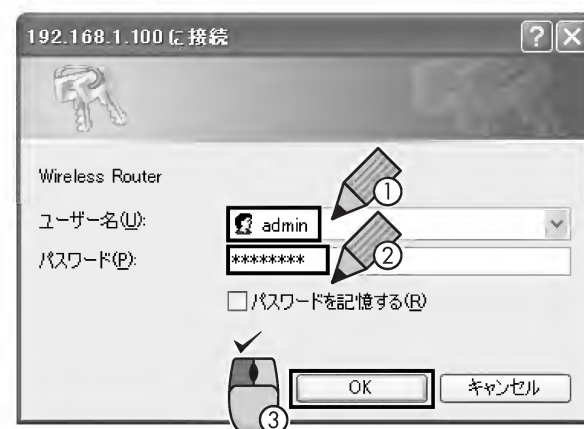 192.168.1.100 に接続
Wireless Router
ユーザー名(U):
admin
①
パスワード(P):
********
②
パスワードを記憶する(R)
OK
キャンセル
③